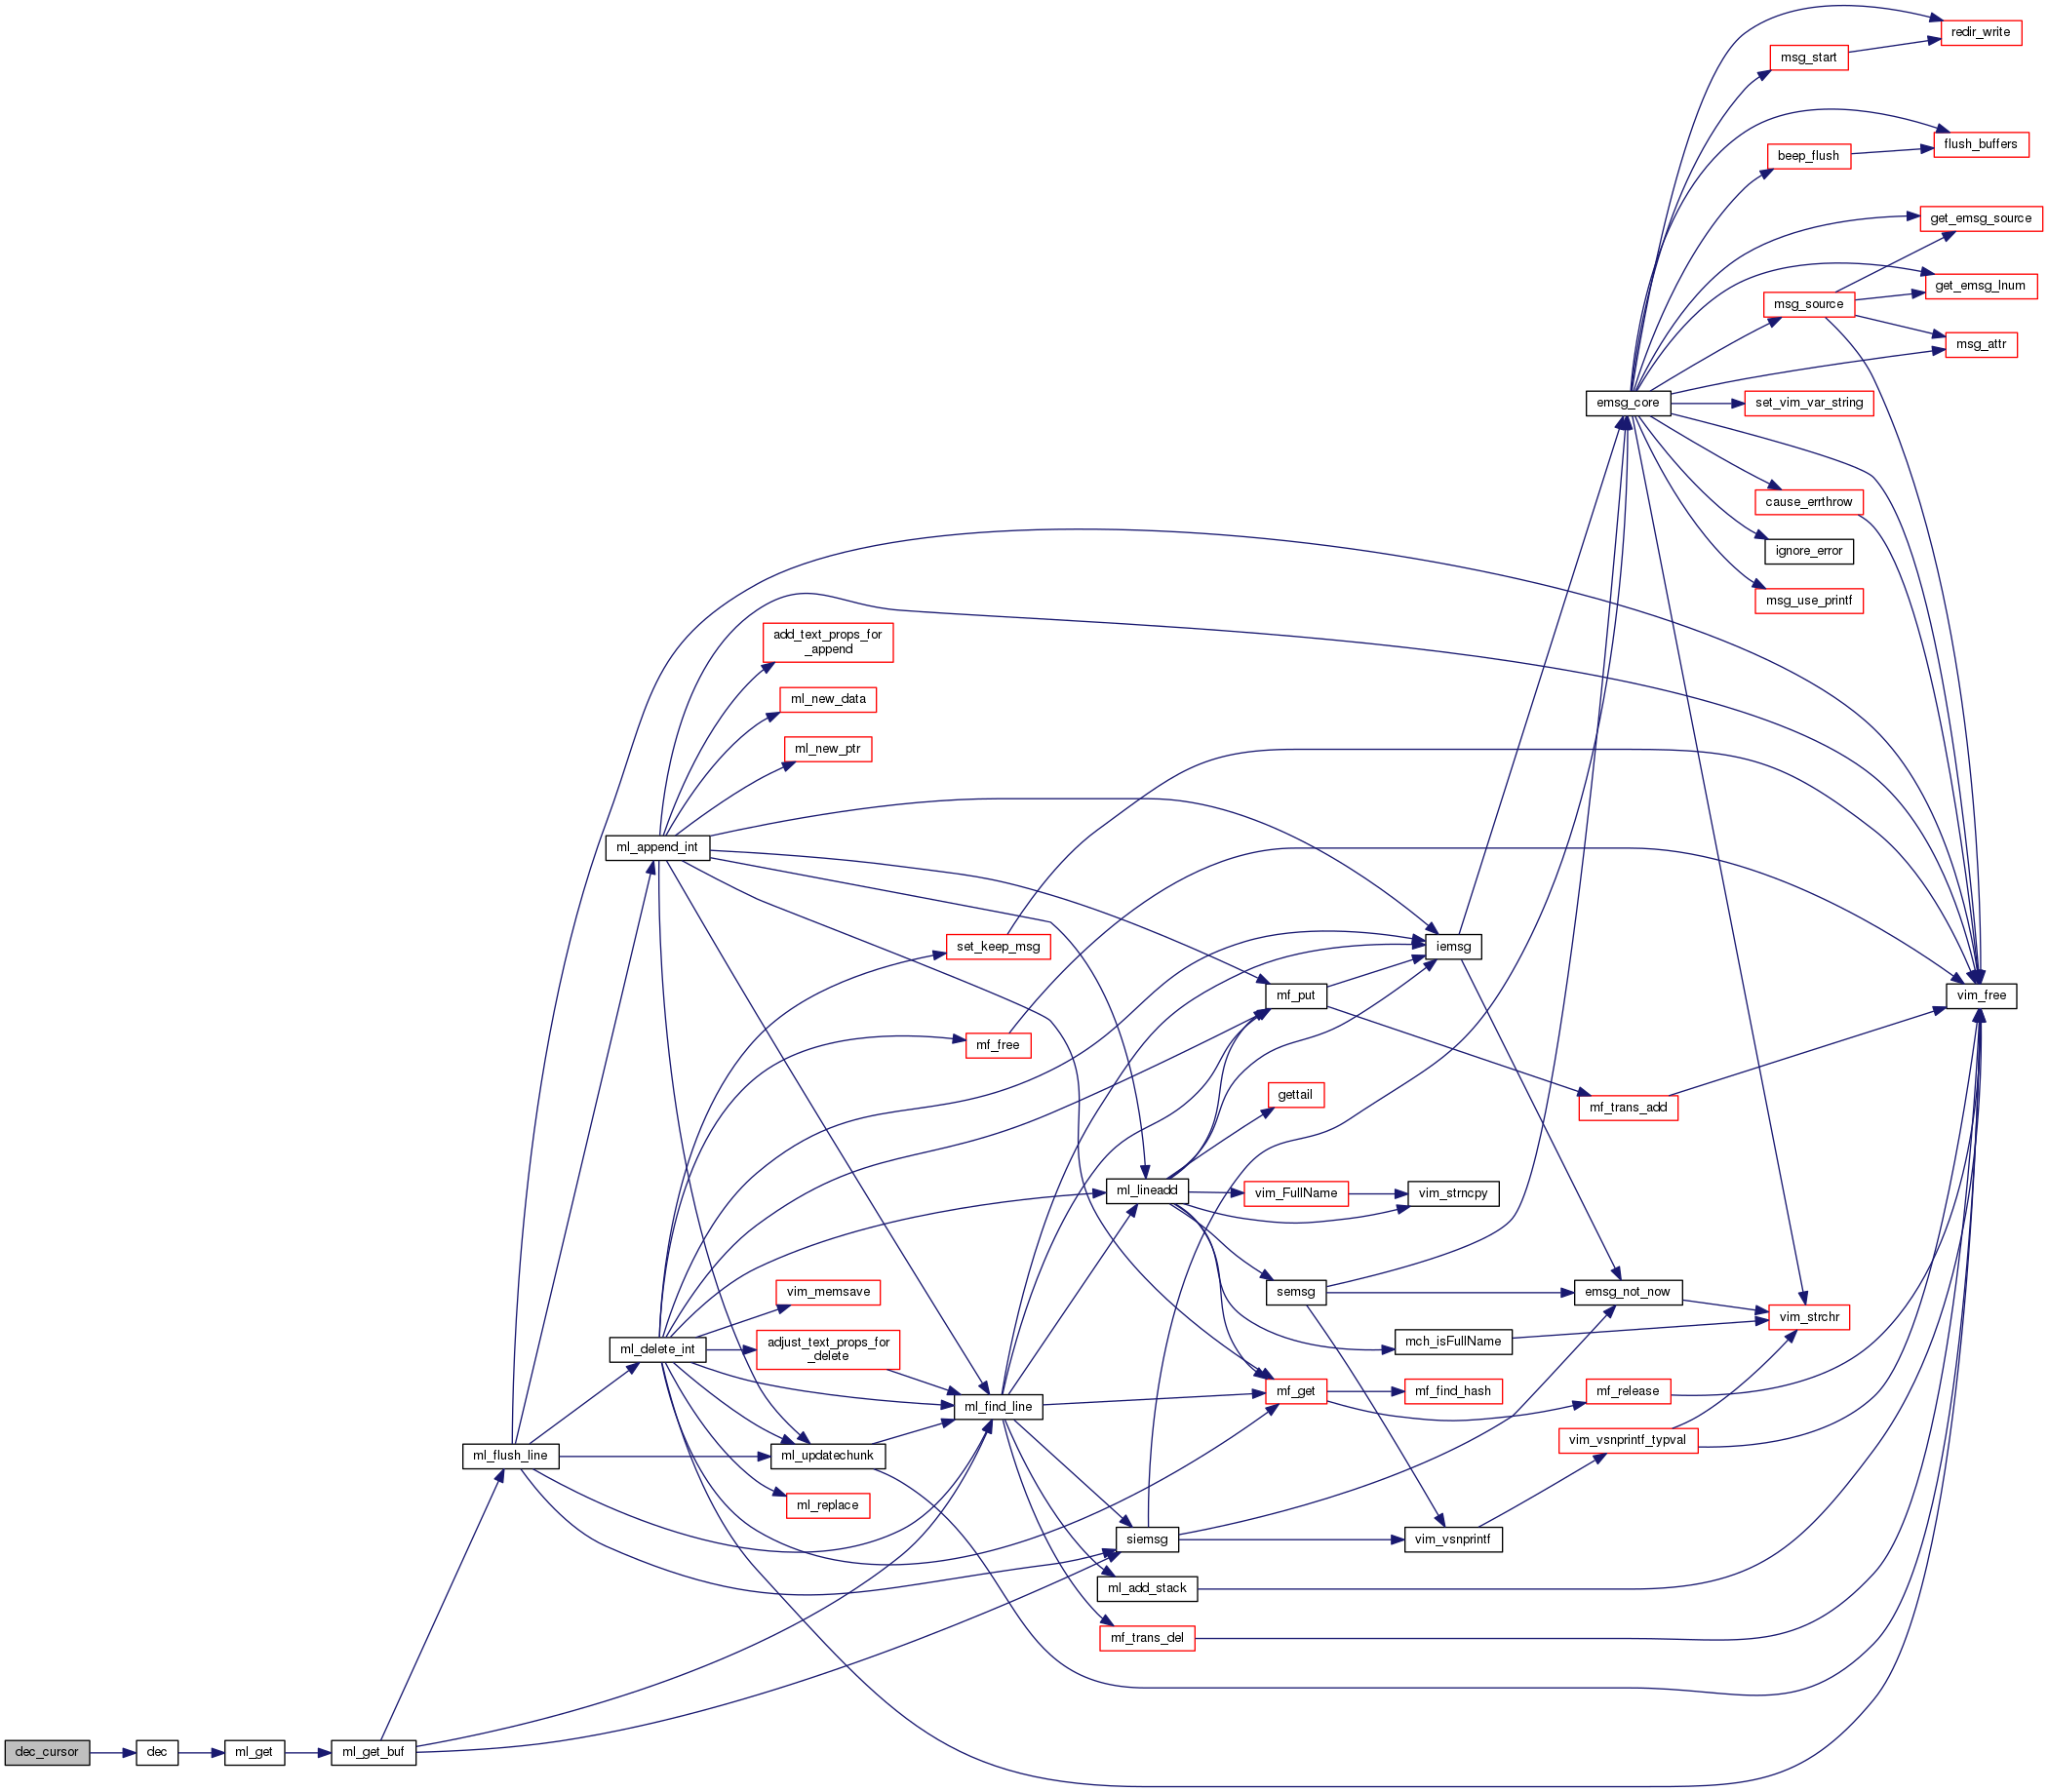 redir_write
msg_start
flush_buffers
beep_flush
get_emsg_source
get_emsg_lnum
msg_source
msg_attr
emsg_core
set_vim_var_string
cause_errthrow
ignore_error
msg_use_printf
add_text_props_for
_append
ml_new_data
ml_new_ptr
ml_append_int
set_keep_msg
iemsg
mf_put
vim_free
mf_free
gettail
mf_trans_add
ml_lineadd
vim_FullName
vim_strncpy
vim_memsave
semsg
emsg_not_now
vim_strchr
ml_delete_int
adjust_text_props_for
_delete
mch_isFullName
mf_get
mf_find_hash
mf_release
ml_find_line
vim_vsnprintf_typval
ml_flush_line
ml_updatechunk
ml_replace
siemsg
vim_vsnprintf
ml_add_stack
mf_trans_del
dec_cursor
dec
ml_get
ml_get_buf